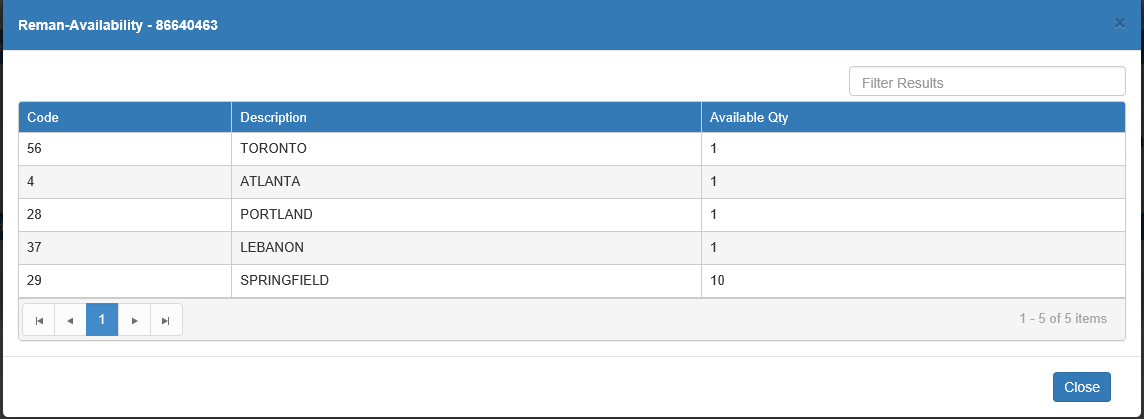 Reman-Availability - 86640463
×
Filter Results
Code Description Available Qty
56 TORONTO 1
4 ATLANTA 1
28 PORTLAND 1
37 LEBANON 1
29 SPRINGFIELD 10
1 1 - 5 of 5 items
Close